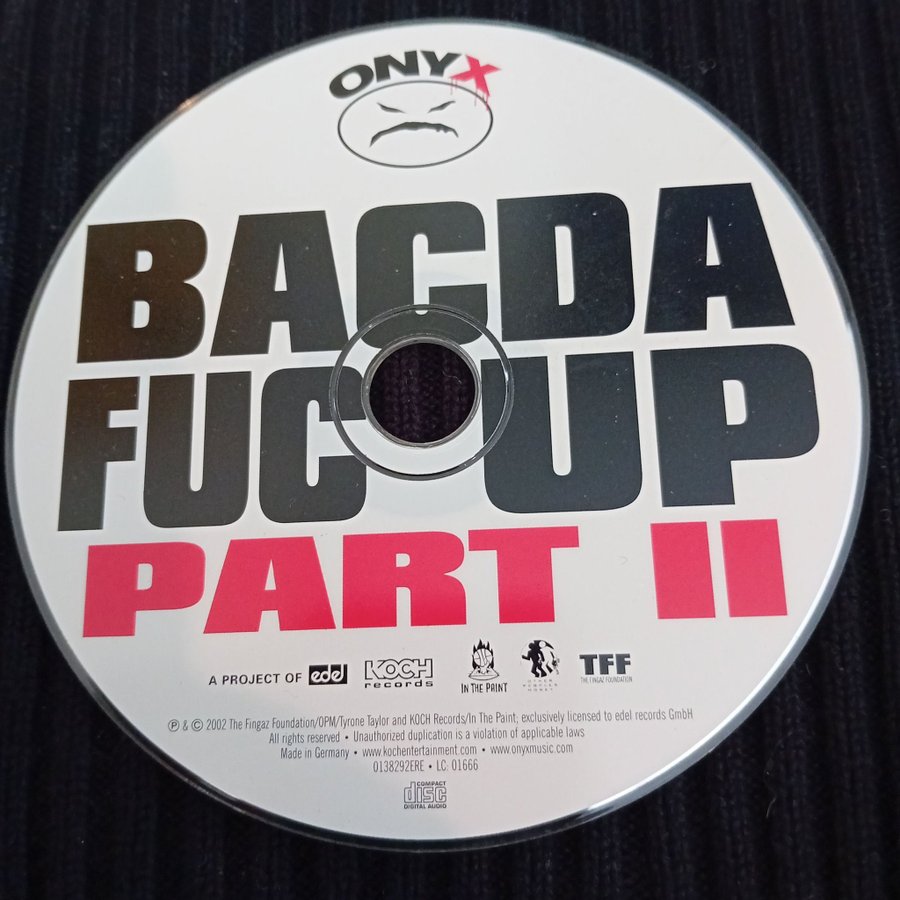 ONYX
BACDA
FUC UP
PART II
A PROJECT OF edel KOCH records IN THE PAINT OTHER PEOPLES MONEY TFF THE FINGAZ FOUNDATION
℗ & © 2002 The Fingaz Foundation/OPM/Tyrone Taylor and KOCH Records/In The Paint; exclusively licensed to edel records GmbH
All rights reserved • Unauthorized duplication is a violation of applicable laws
Made in Germany • www.kochentertainment.com • www.onyxmusic.com
0138292ERE • LC: 01666
COMPACT
disc
DIGITAL AUDIO